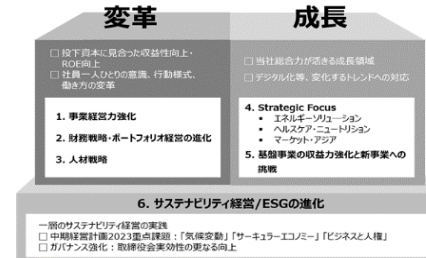 変革
□ 投下資本に見合った収益性向上・
ROE向上
□ 社員一人ひとりの意識、行動様式、
働き方の変革
1. 事業経営力強化
2. 財務戦略・ポートフォリオ経営の進化
3. 人材戦略
成長
□ 当社総合力が活きる成長領域
□ デジタル化等、変化するトレンドへの対応
4. Strategic Focus
▪ エネルギーソリューション
▪ ヘルスケア・ニュートリション
▪ マーケット・アジア
5. 基盤事業の収益力強化と新事業への
挑戦
6. サステナビリティ経営/ESGの進化
一層のサステナビリティ経営の実践
□ 中期経営計画2023重点課題：「気候変動」「サーキュラーエコノミー」「ビジネスと人権」
□ ガバナンス強化：取締役会実効性の更なる向上